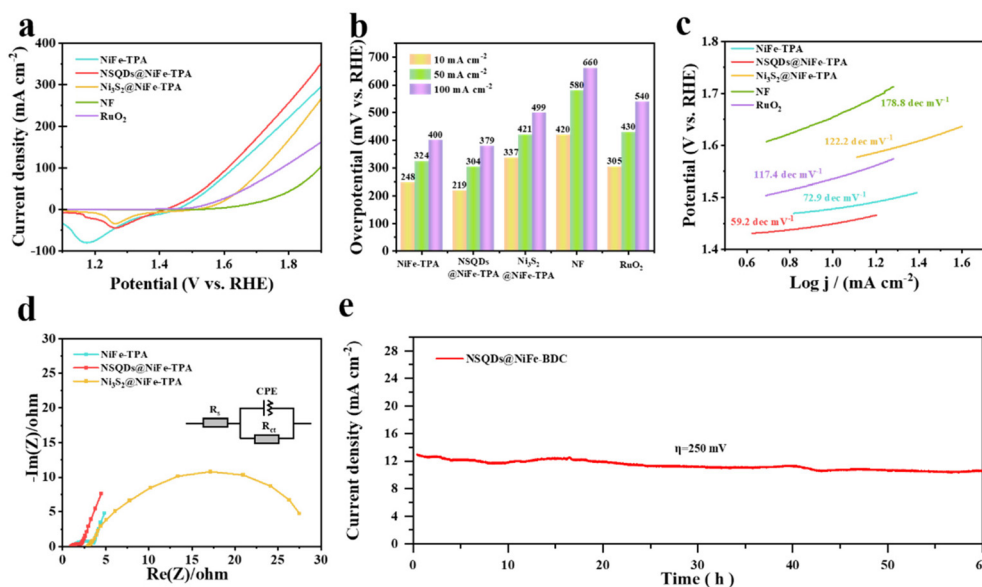 a
Current density (mA cm⁻²)
400
350
300
250
200
150
100
50
0
-50
-100
NiFe-TPA
NSQDs@NiFe-TPA
Ni₃S₂@NiFe-TPA
NF
RuO₂
1.2 1.4 1.6 1.8
Potential (V vs. RHE)
b
Overpotential (mV vs. RHE)
700
600
500
400
300
200
100
0
10 mA cm⁻²
50 mA cm⁻²
100 mA cm⁻²
248 324 400
219 304 379
337 421 499
420 580 660
305 430 540
NiFe-TPA NSQDs Ni₃S₂ NF RuO₂
@NiFe-TPA @NiFe-TPA
c
Potential (V vs. RHE)
1.8
1.7
1.6
1.5
1.4
NiFe-TPA
NSQDs@NiFe-TPA
Ni₃S₂@NiFe-TPA
NF
RuO₂
178.8 dec mV⁻¹
122.2 dec mV⁻¹
117.4 dec mV⁻¹
72.9 dec mV⁻¹
59.2 dec mV⁻¹
0.6 0.8 1.0 1.2 1.4 1.6
Log j / (mA cm⁻²)
d
-Im(Z)/ohm
30
25
20
15
10
5
0
NiFe-TPA
NSQDs@NiFe-TPA
Ni₃S₂@NiFe-TPA
CPE
Rₛ
R_ct
0 5 10 15 20 25 30
Re(Z)/ohm
e
Current density (mA cm⁻²)
28
24
20
16
12
8
4
0
NSQDs@NiFe-BDC
η=250 mV
0 10 20 30 40 50 60
Time ( h )